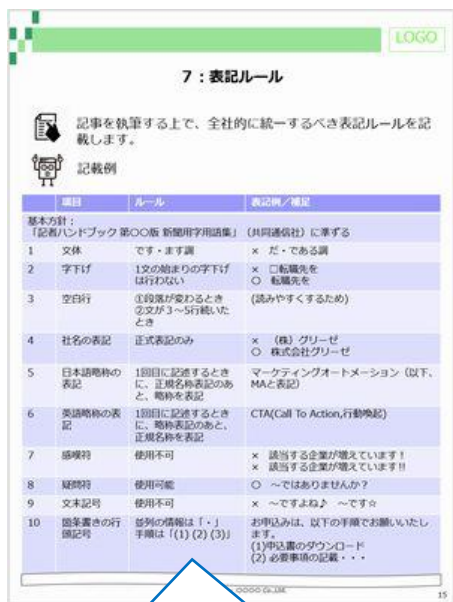 LOGO
7：表記ルール
記事を執筆する上で、全社的に統一するべき表記ルールを記
載します。
記載例
項目 ルール 表記例／補足
基本方針：
「記者ハンドブック 第〇〇版 新聞用字用語集」（共同通信社）に準ずる
1 文体 です・ます調 × だ・である調
2 字下げ 1文の始まりの字下げ × □転職先を
は行わない ○ 転職先を
3 空白行 ①段落が変わるとき (読みやすくするため)
②文が３～5行続いた
とき
4 社名の表記 正式表記のみ × （株）グリーゼ
○ 株式会社グリーゼ
5 日本語略称の 1回目に記述するとき マーケティングオートメーション（以下、
表記 に、正規名称表記のあ MAと表記）
と、略称を表記
6 英語略称の表 1回目に記述するとき CTA(Call To Action,行動喚起)
記 に、略称表記のあと、
正規名称を表記
7 感嘆符 使用不可 × 該当する企業が増えています！
× 該当する企業が増えています!!
8 疑問符 使用可能 ○ ～ではありませんか？
9 文末記号 使用不可 × ～ですよね♪ ～です☆
10 箇条書きの行 並列の情報は「・」 お申込みは、以下の手順でお願いいたし
頭記号 手順は「(1) (2) (3)」 ます。
(1)申込書のダウンロード
(2) 必要事項の記載・・・
OOOO Co.,Ltd.
15